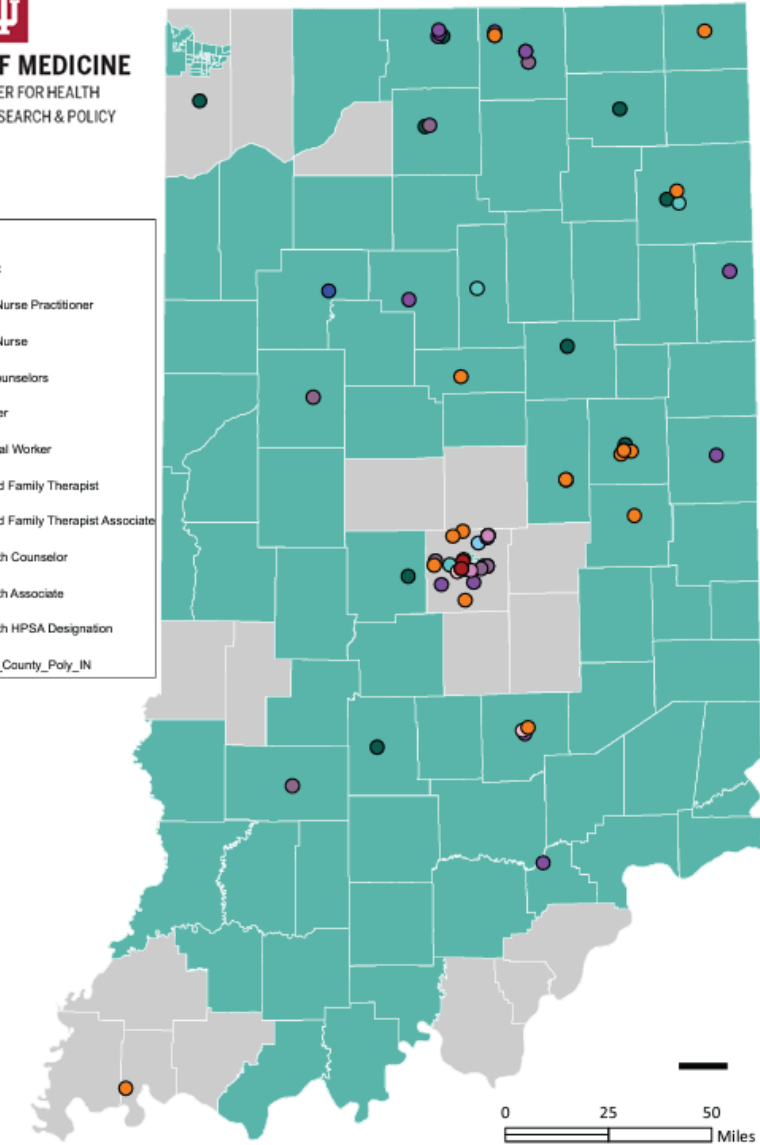 F MEDICINE
ER FOR HEALTH
SEARCH & POLICY
Nurse Practitioner
Nurse
unselors
er
al Worker
d Family Therapist
d Family Therapist Associate
th Counselor
th Associate
th HPSA Designation
_County_Poly_IN
0 25 50
Miles